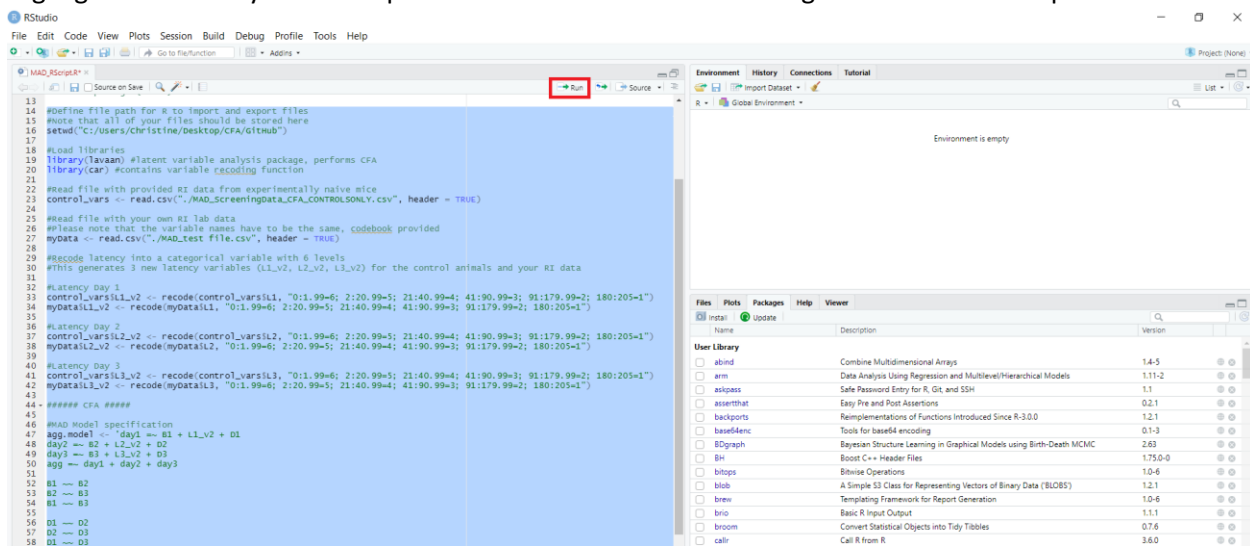 RStudio
File Edit Code View Plots Session Build Debug Profile Tools Help
Go to file/function Addins
Project: (None)
MAD_RScript.R*
Source on Save Run Source
13
14 #Define file path for R to import and export files
15 #Note that all of your files should be stored here
16 setwd("C:/Users/Christine/Desktop/CFA/GitHub")
17
18 #Load libraries
19 library(lavaan) #latent variable analysis package, performs CFA
20 library(car) #contains variable recoding function
21
22 #Read file with provided RI data from experimentally naive mice
23 control_vars <- read.csv("./MAD_ScreeningData_CFA_CONTROLSONLY.csv", header = TRUE)
24
25 #Read file with your own RI lab data
26 #Please note that the variable names have to be the same, codebook provided
27 myData <- read.csv("./MAD_test file.csv", header = TRUE)
28
29 #Recode latency into a categorical variable with 6 levels
30 #This generates 3 new latency variables (L1_v2, L2_v2, L3_v2) for the control animals and your RI data
31
32 #Latency Day 1
33 control_vars$L1_v2 <- recode(control_vars$L1, "0:1.99=6; 2:20.99=5; 21:40.99=4; 41:90.99=3; 91:179.99=2; 180:205=1")
34 myData$L1_v2 <- recode(myData$L1, "0:1.99=6; 2:20.99=5; 21:40.99=4; 41:90.99=3; 91:179.99=2; 180:205=1")
35
36 #Latency Day 2
37 control_vars$L2_v2 <- recode(control_vars$L2, "0:1.99=6; 2:20.99=5; 21:40.99=4; 41:90.99=3; 91:179.99=2; 180:205=1")
38 myData$L2_v2 <- recode(myData$L2, "0:1.99=6; 2:20.99=5; 21:40.99=4; 41:90.99=3; 91:179.99=2; 180:205=1")
39
40 #Latency Day 3
41 control_vars$L3_v2 <- recode(control_vars$L3, "0:1.99=6; 2:20.99=5; 21:40.99=4; 41:90.99=3; 91:179.99=2; 180:205=1")
42 myData$L3_v2 <- recode(myData$L3, "0:1.99=6; 2:20.99=5; 21:40.99=4; 41:90.99=3; 91:179.99=2; 180:205=1")
43
44 ###### CFA #####
45
46 #MAD Model specification
47 agg.model <- 'day1 =~ B1 + L1_v2 + D1
48 day2 =~ B2 + L2_v2 + D2
49 day3 =~ B3 + L3_v2 + D3
50 agg =~ day1 + day2 + day3
51
52 B1 ~~ B2
53 B2 ~~ B3
54 B1 ~~ B3
55
56 D1 ~~ D2
57 D2 ~~ D3
58 D1 ~~ D3
Environment History Connections Tutorial
Import Dataset List
R Global Environment
Environment is empty
Files Plots Packages Help Viewer
Install Update
Name Description Version
User Library
abind Combine Multidimensional Arrays 1.4-5
arm Data Analysis Using Regression and Multilevel/Hierarchical Models 1.11-2
askpass Safe Password Entry for R, Git, and SSH 1.1
assertthat Easy Pre and Post Assertions 0.2.1
backports Reimplementations of Functions Introduced Since R-3.0.0 1.2.1
base64enc Tools for base64 encoding 0.1-3
BDgraph Bayesian Structure Learning in Graphical Models using Birth-Death MCMC 2.63
BH Boost C++ Header Files 1.75.0-0
bitops Bitwise Operations 1.0-6
blob A Simple S3 Class for Representing Vectors of Binary Data ('BLOBS') 1.2.1
brew Templating Framework for Report Generation 1.0-6
brio Basic R Input Output 1.1.1
broom Convert Statistical Objects into Tidy Tibbles 0.7.6
callr Call R from R 3.6.0